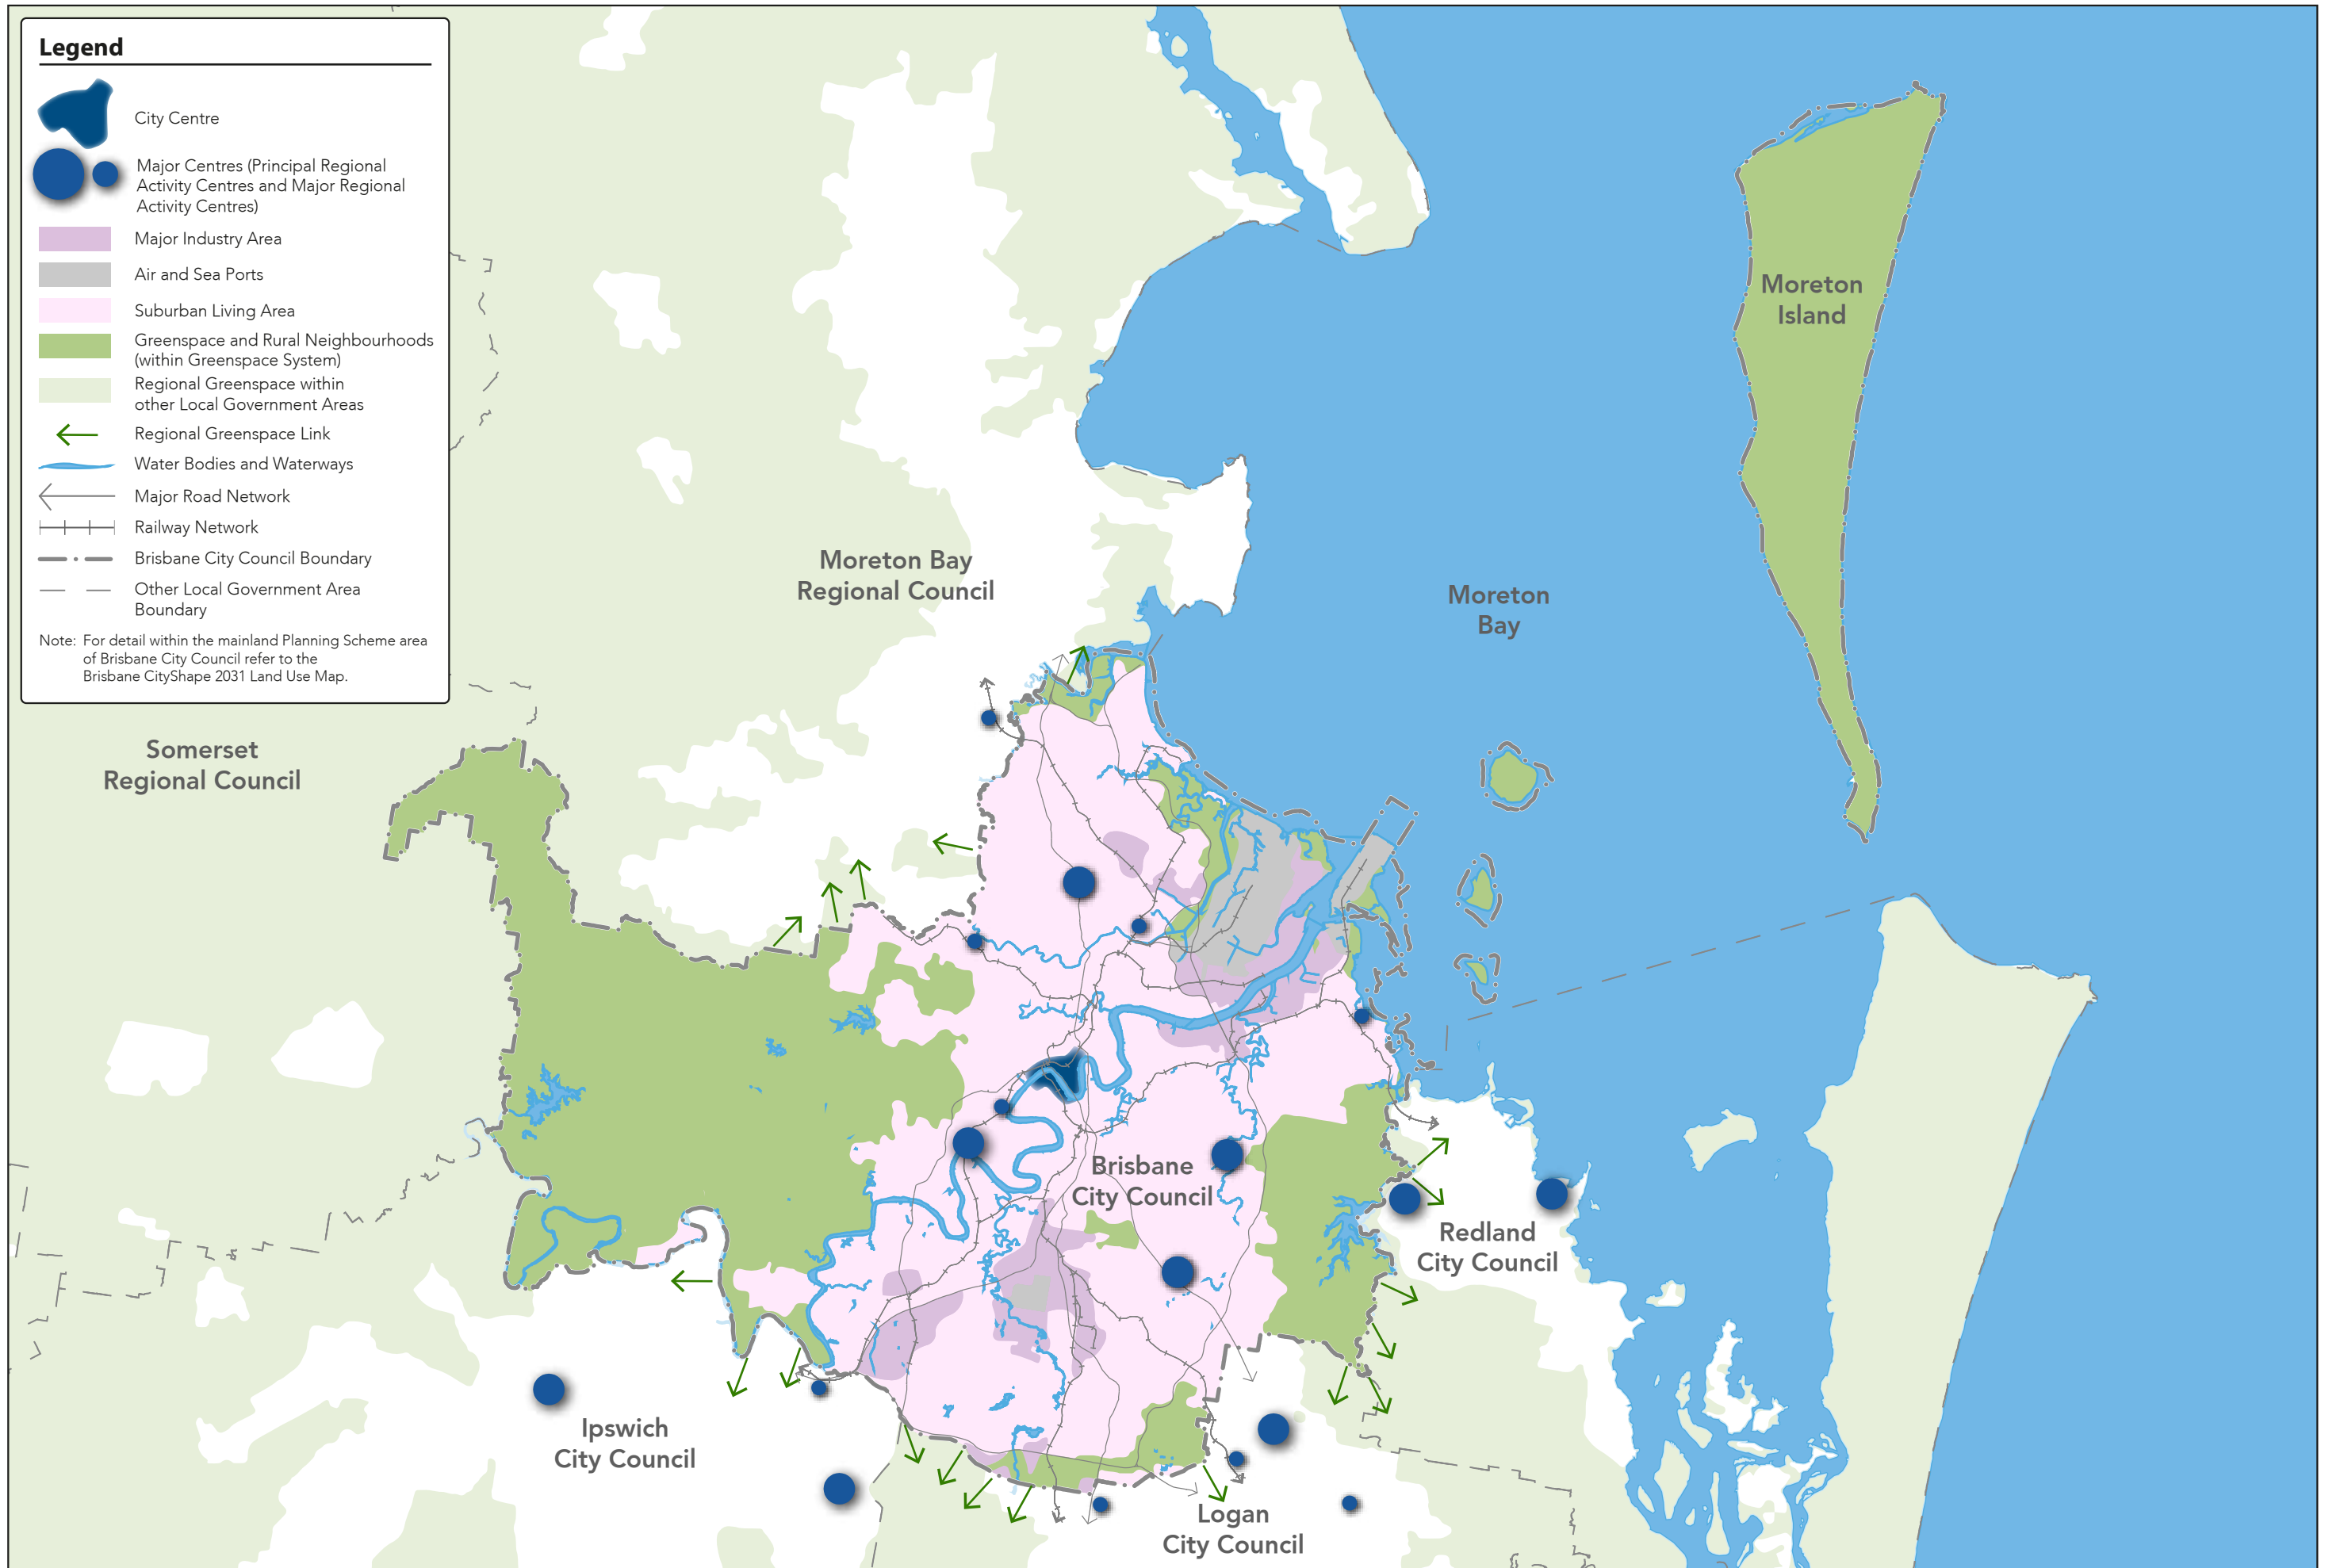 Legend
City Centre
Major Centres (Principal Regional
Activity Centres and Major Regional
Activity Centres)
Major Industry Area
Air and Sea Ports
Suburban Living Area
Greenspace and Rural Neighbourhoods
(within Greenspace System)
Regional Greenspace within
other Local Government Areas
Regional Greenspace Link
Water Bodies and Waterways
Major Road Network
Railway Network
Brisbane City Council Boundary
Other Local Government Area
Boundary
Note: For detail within the mainland Planning Scheme area
of Brisbane City Council refer to the
Brisbane CityShape 2031 Land Use Map.
Moreton
Island
Moreton Bay
Regional Council
Moreton
Bay
Somerset
Regional Council
Brisbane
City Council
Redland
City Council
Ipswich
City Council
Logan
City Council